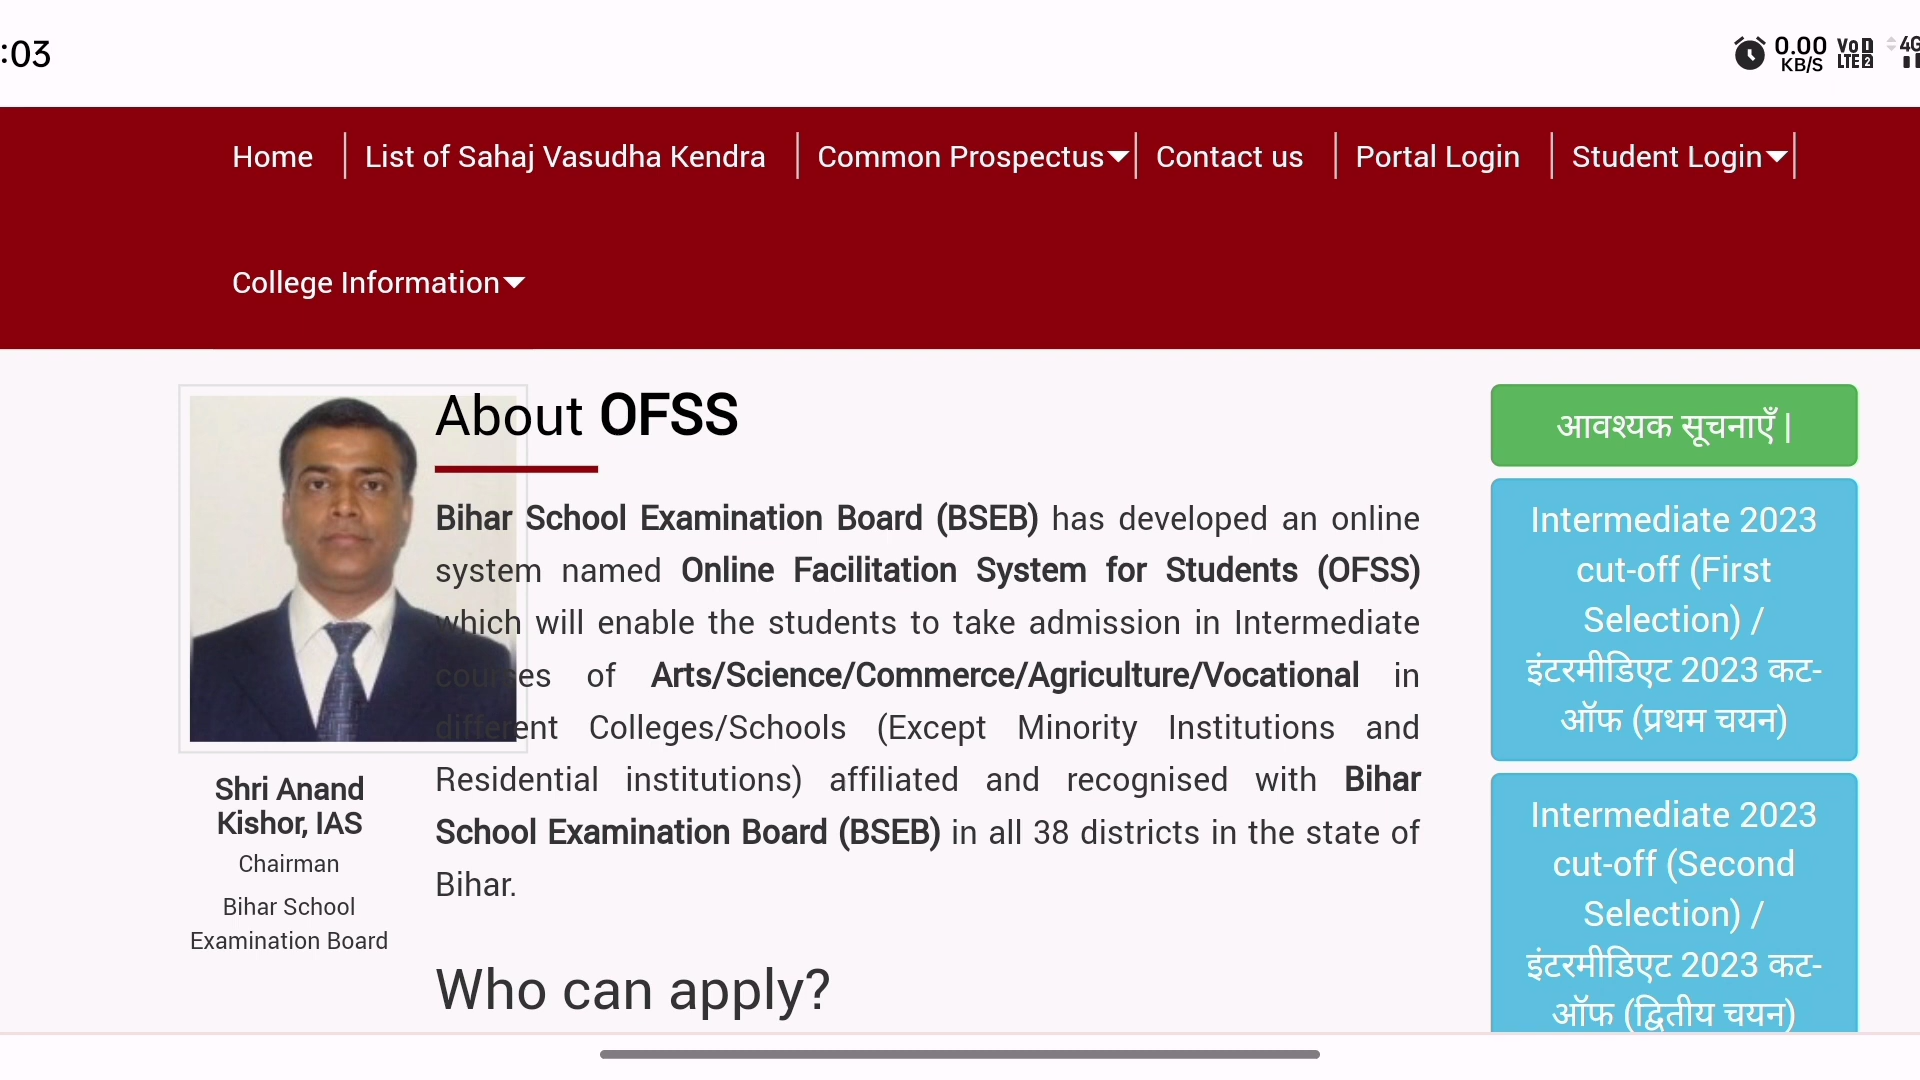 :03
0.00
KB/S
Vo 1
LTE 2
4G
Home
List of Sahaj Vasudha Kendra
Common Prospectus
Contact us
Portal Login
Student Login
College Information
Shri Anand
Kishor, IAS
Chairman
Bihar School
Examination Board
About OFSS
Bihar School Examination Board (BSEB) has developed an online
system named Online Facilitation System for Students (OFSS)
which will enable the students to take admission in Intermediate
courses of Arts/Science/Commerce/Agriculture/Vocational in
different Colleges/Schools (Except Minority Institutions and
Residential institutions) affiliated and recognised with Bihar
School Examination Board (BSEB) in all 38 districts in the state of
Bihar.
Who can apply?
आवश्यक सूचनाएँ |
Intermediate 2023
cut-off (First
Selection) /
इंटरमीडिएट 2023 कट-
ऑफ (प्रथम चयन)
Intermediate 2023
cut-off (Second
Selection) /
इंटरमीडिएट 2023 कट-
ऑफ (द्वितीय चयन)